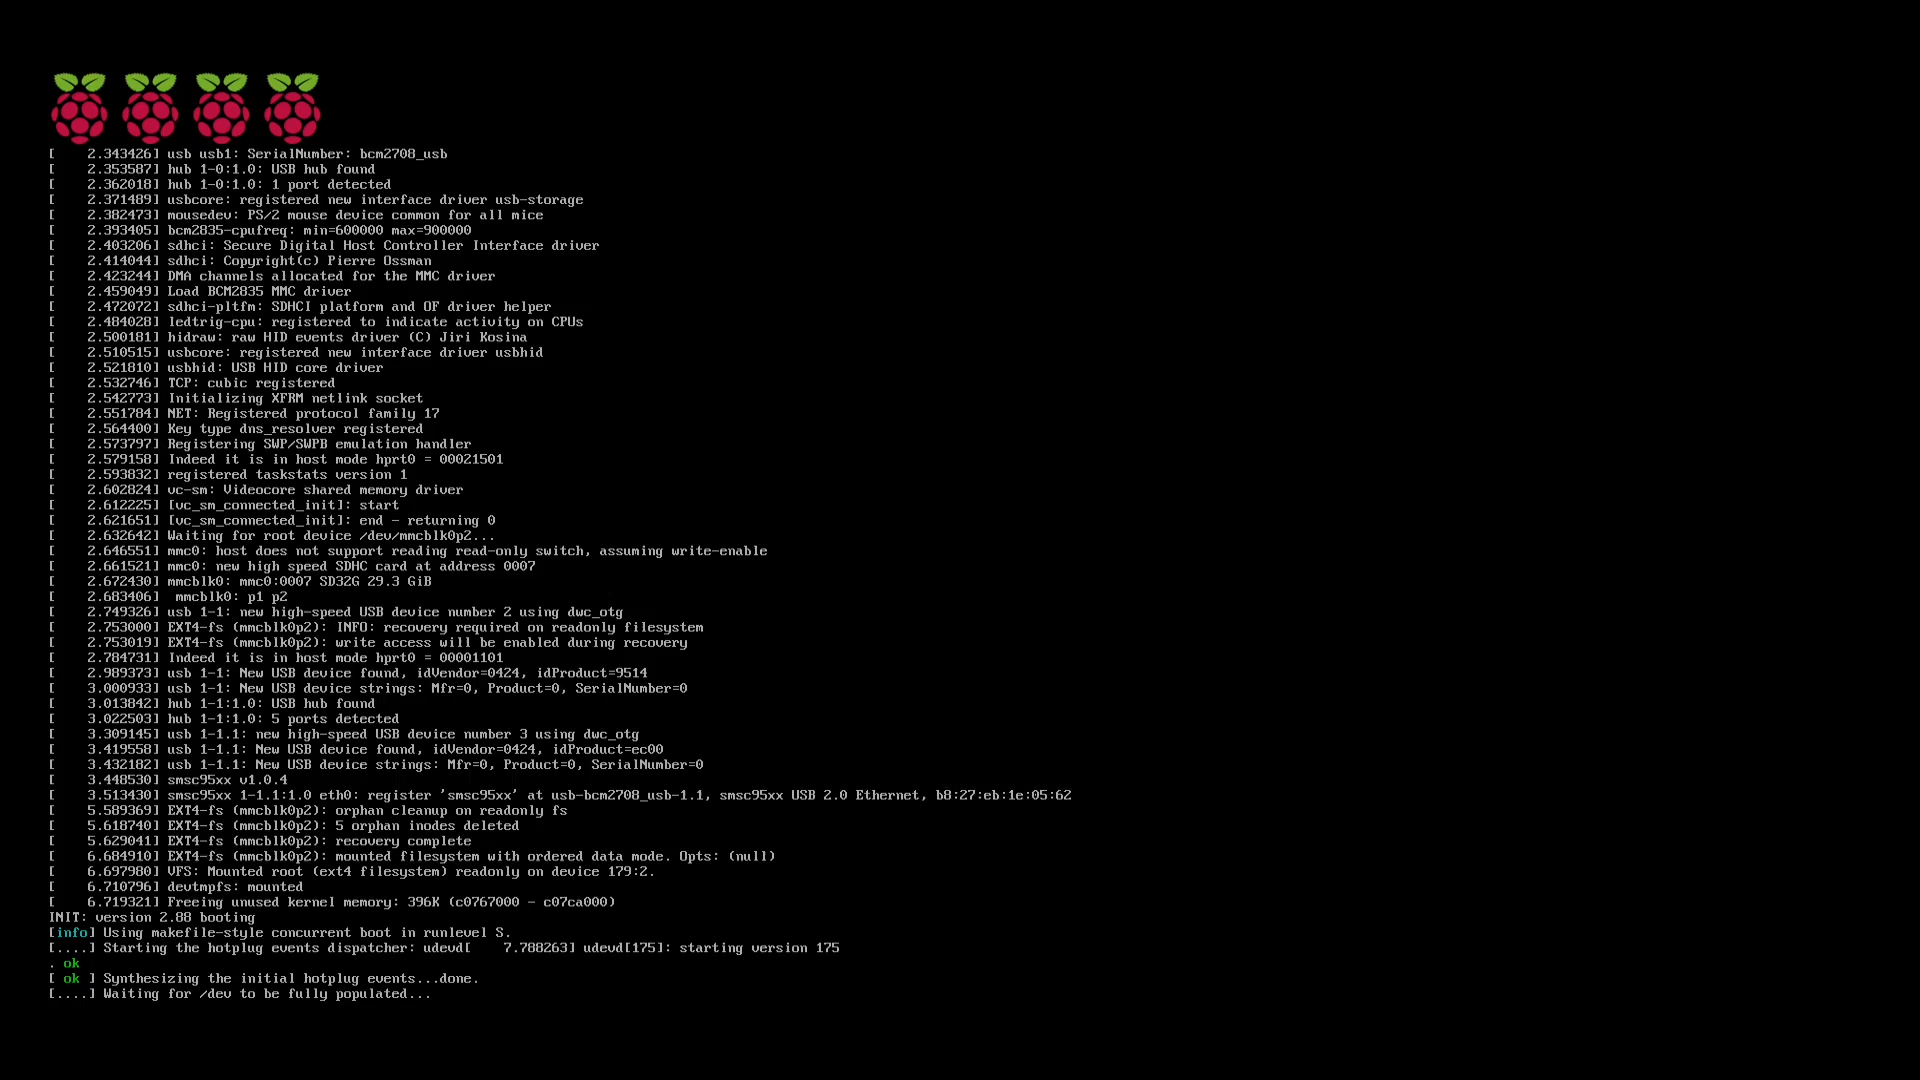 [    2.343426] usb usb1: SerialNumber: bcm2708_usb
[    2.353587] hub 1-0:1.0: USB hub found
[    2.362018] hub 1-0:1.0: 1 port detected
[    2.371489] usbcore: registered new interface driver usb-storage
[    2.382473] mousedev: PS/2 mouse device common for all mice
[    2.393405] bcm2835-cpufreq: min=600000 max=900000
[    2.403206] sdhci: Secure Digital Host Controller Interface driver
[    2.414044] sdhci: Copyright(c) Pierre Ossman
[    2.423244] DMA channels allocated for the MMC driver
[    2.459049] Load BCM2835 MMC driver
[    2.472072] sdhci-pltfm: SDHCI platform and OF driver helper
[    2.484028] ledtrig-cpu: registered to indicate activity on CPUs
[    2.500181] hidraw: raw HID events driver (C) Jiri Kosina
[    2.510515] usbcore: registered new interface driver usbhid
[    2.521810] usbhid: USB HID core driver
[    2.532746] TCP: cubic registered
[    2.542773] Initializing XFRM netlink socket
[    2.551784] NET: Registered protocol family 17
[    2.564400] Key type dns_resolver registered
[    2.573797] Registering SWP/SWPB emulation handler
[    2.579158] Indeed it is in host mode hprt0 = 00021501
[    2.593832] registered taskstats version 1
[    2.602824] vc-sm: Videocore shared memory driver
[    2.612225] [vc_sm_connected_init]: start
[    2.621651] [vc_sm_connected_init]: end - returning 0
[    2.632642] Waiting for root device /dev/mmcblk0p2...
[    2.646551] mmc0: host does not support reading read-only switch, assuming write-enable
[    2.661521] mmc0: new high speed SDHC card at address 0007
[    2.672430] mmcblk0: mmc0:0007 SD32G 29.3 GiB
[    2.683406]  mmcblk0: p1 p2
[    2.749326] usb 1-1: new high-speed USB device number 2 using dwc_otg
[    2.753000] EXT4-fs (mmcblk0p2): INFO: recovery required on readonly filesystem
[    2.753019] EXT4-fs (mmcblk0p2): write access will be enabled during recovery
[    2.784731] Indeed it is in host mode hprt0 = 00001101
[    2.989373] usb 1-1: New USB device found, idVendor=0424, idProduct=9514
[    3.000933] usb 1-1: New USB device strings: Mfr=0, Product=0, SerialNumber=0
[    3.013842] hub 1-1:1.0: USB hub found
[    3.022503] hub 1-1:1.0: 5 ports detected
[    3.309145] usb 1-1.1: new high-speed USB device number 3 using dwc_otg
[    3.419558] usb 1-1.1: New USB device found, idVendor=0424, idProduct=ec00
[    3.432182] usb 1-1.1: New USB device strings: Mfr=0, Product=0, SerialNumber=0
[    3.448530] smsc95xx v1.0.4
[    3.513430] smsc95xx 1-1.1:1.0 eth0: register 'smsc95xx' at usb-bcm2708_usb-1.1, smsc95xx USB 2.0 Ethernet, b8:27:eb:1e:05:62
[    5.589369] EXT4-fs (mmcblk0p2): orphan cleanup on readonly fs
[    5.618740] EXT4-fs (mmcblk0p2): 5 orphan inodes deleted
[    5.629041] EXT4-fs (mmcblk0p2): recovery complete
[    6.684910] EXT4-fs (mmcblk0p2): mounted filesystem with ordered data mode. Opts: (null)
[    6.697980] VFS: Mounted root (ext4 filesystem) readonly on device 179:2.
[    6.710796] devtmpfs: mounted
[    6.719321] Freeing unused kernel memory: 396K (c0767000 - c07ca000)
INIT: version 2.88 booting
[info] Using makefile-style concurrent boot in runlevel S.
[....] Starting the hotplug events dispatcher: udevd[    7.788263] udevd[175]: starting version 175
. ok
[ ok ] Synthesizing the initial hotplug events...done.
[....] Waiting for /dev to be fully populated...